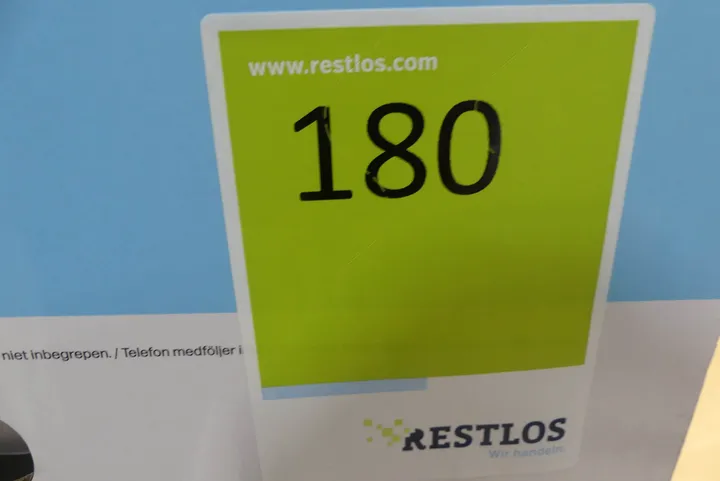 www.restlos.com
180
niet inbegrepen. / Telefon medföljer i
RESTLOS
Wir handeln